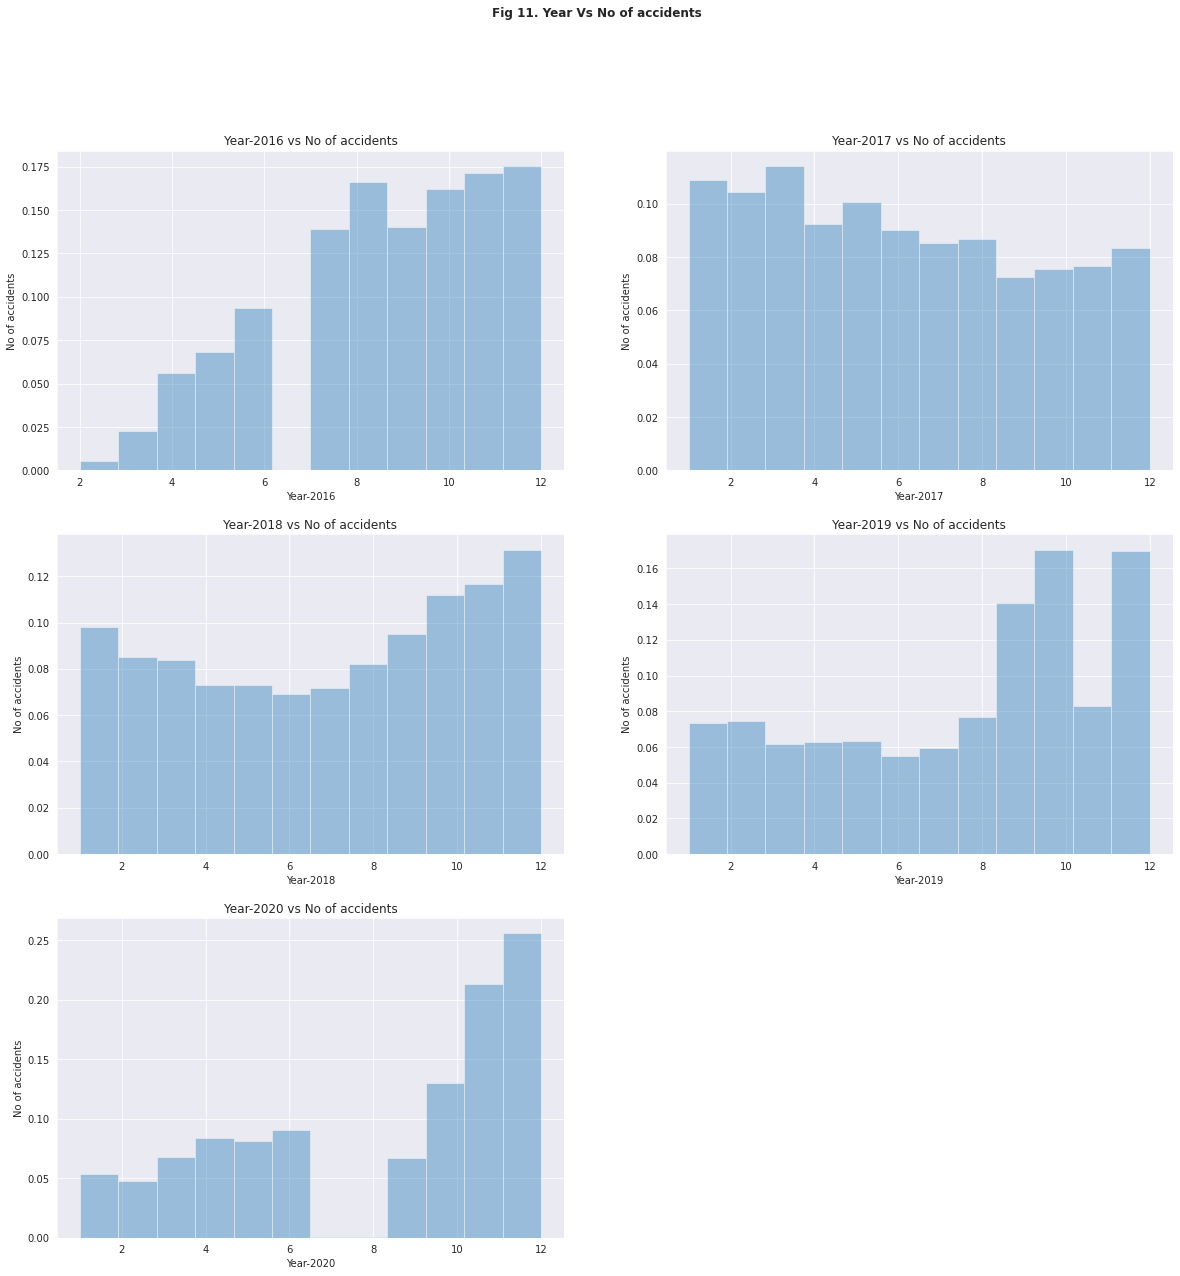 Fig 11. Year Vs No of accidents
Year-2016 vs No of accidents
No of accidents
0.175
0.150
0.125
0.100
0.075
0.050
0.025
0.000
2 4 6 8 10 12
Year-2016
Year-2017 vs No of accidents
No of accidents
0.10
0.08
0.06
0.04
0.02
0.00
2 4 6 8 10 12
Year-2017
Year-2018 vs No of accidents
No of accidents
0.12
0.10
0.08
0.06
0.04
0.02
0.00
2 4 6 8 10 12
Year-2018
Year-2019 vs No of accidents
No of accidents
0.16
0.14
0.12
0.10
0.08
0.06
0.04
0.02
0.00
2 4 6 8 10 12
Year-2019
Year-2020 vs No of accidents
No of accidents
0.25
0.20
0.15
0.10
0.05
0.00
2 4 6 8 10 12
Year-2020